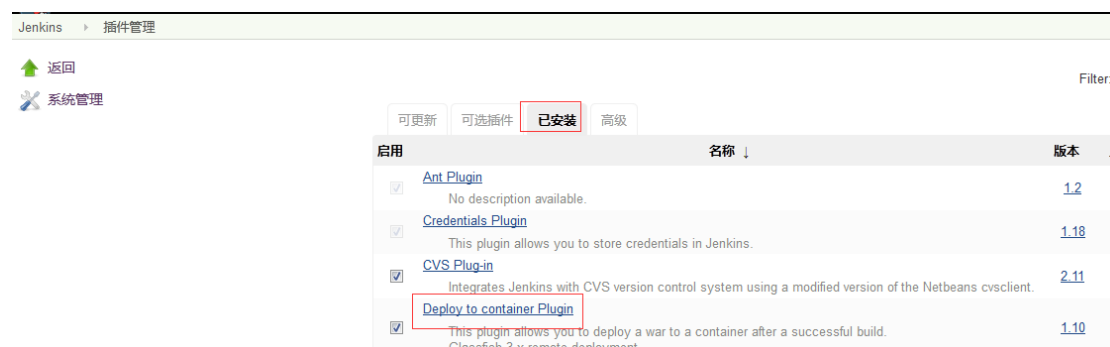 Jenkins 插件管理
返回
系统管理
Filter:
可更新 可选插件 已安装 高级
启用 名称 ↓ 版本
Ant Plugin 1.2
No description available.
Credentials Plugin 1.18
This plugin allows you to store credentials in Jenkins.
CVS Plug-in 2.11
Integrates Jenkins with CVS version control system using a modified version of the Netbeans cvsclient.
Deploy to container Plugin 1.10
This plugin allows you to deploy a war to a container after a successful build.
Glassfish 3.x remote deployment